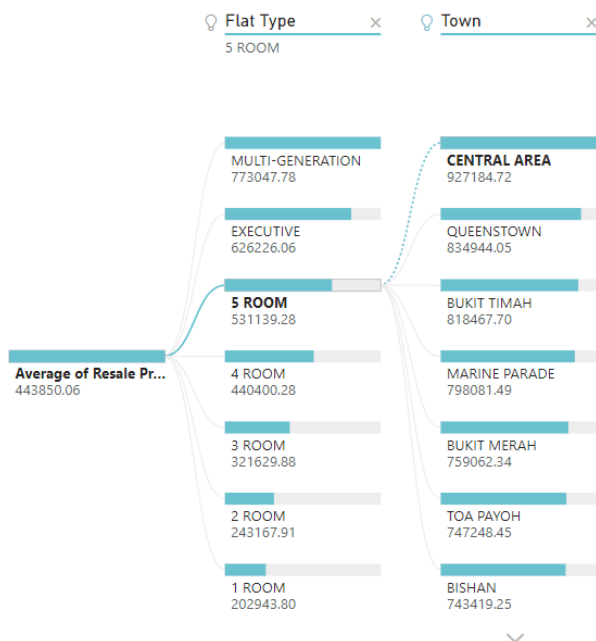 Flat Type
5 ROOM
Town
Average of Resale Pr...
443850.06
MULTI-GENERATION
773047.78
EXECUTIVE
626226.06
5 ROOM
531139.28
4 ROOM
440400.28
3 ROOM
321629.88
2 ROOM
243167.91
1 ROOM
202943.80
CENTRAL AREA
927184.72
QUEENSTOWN
834944.05
BUKIT TIMAH
818467.70
MARINE PARADE
798081.49
BUKIT MERAH
759062.34
TOA PAYOH
747248.45
BISHAN
743419.25